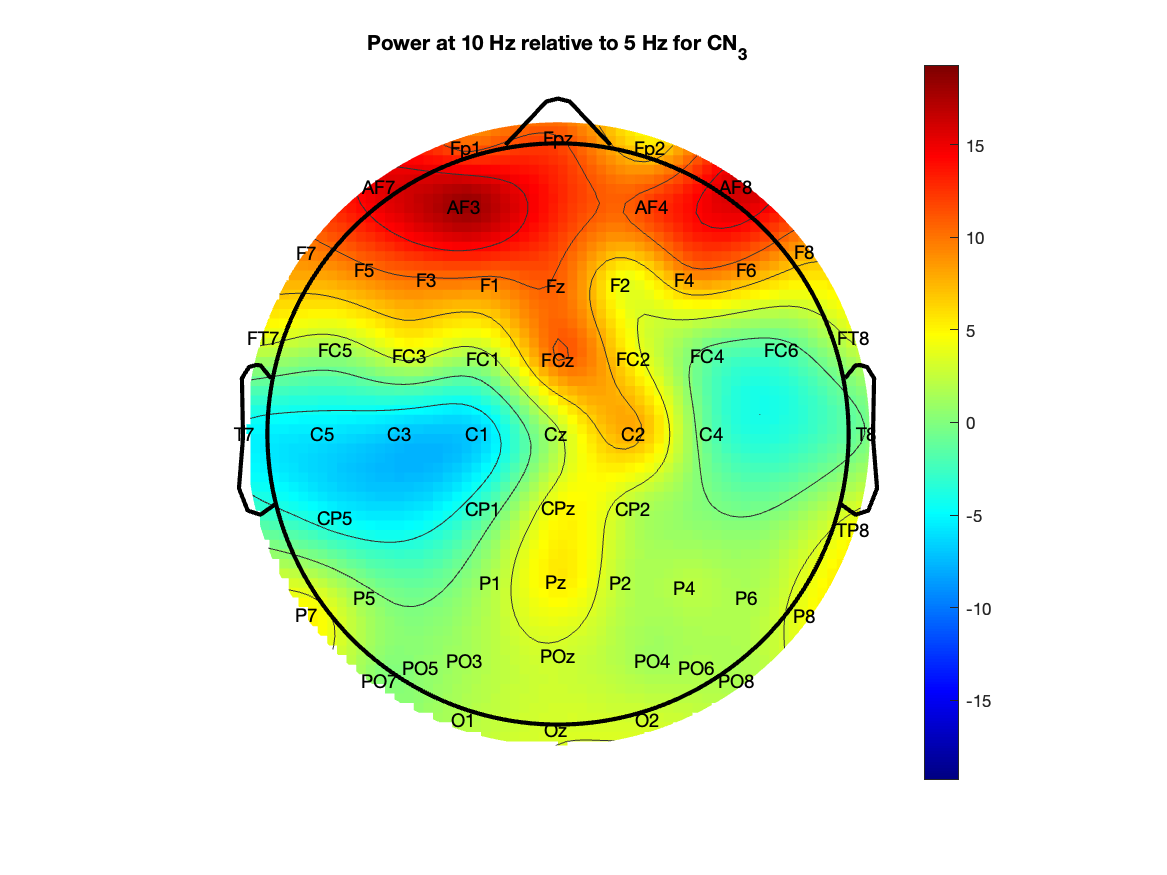 Power at 10 Hz relative to 5 Hz for CN3
Fp1 Epz Fp2
AF7 AF3 AF4 AF8
F7 F5 F3 F1 Fz F2 F4 F6 F8
FT7 FC5 FC3 FC1 FCz FC2 FC4 FC6 FT8
T7 C5 C3 C1 Cz C2 C4 T8
CP5 CP1 CPz CP2 TP8
P7 P5 P1 Pz P2 P4 P6 P8
PO7 PO5 PO3 POz PO4 PO6 PO8
O1 Oz O2
15
10
5
0
-5
-10
-15